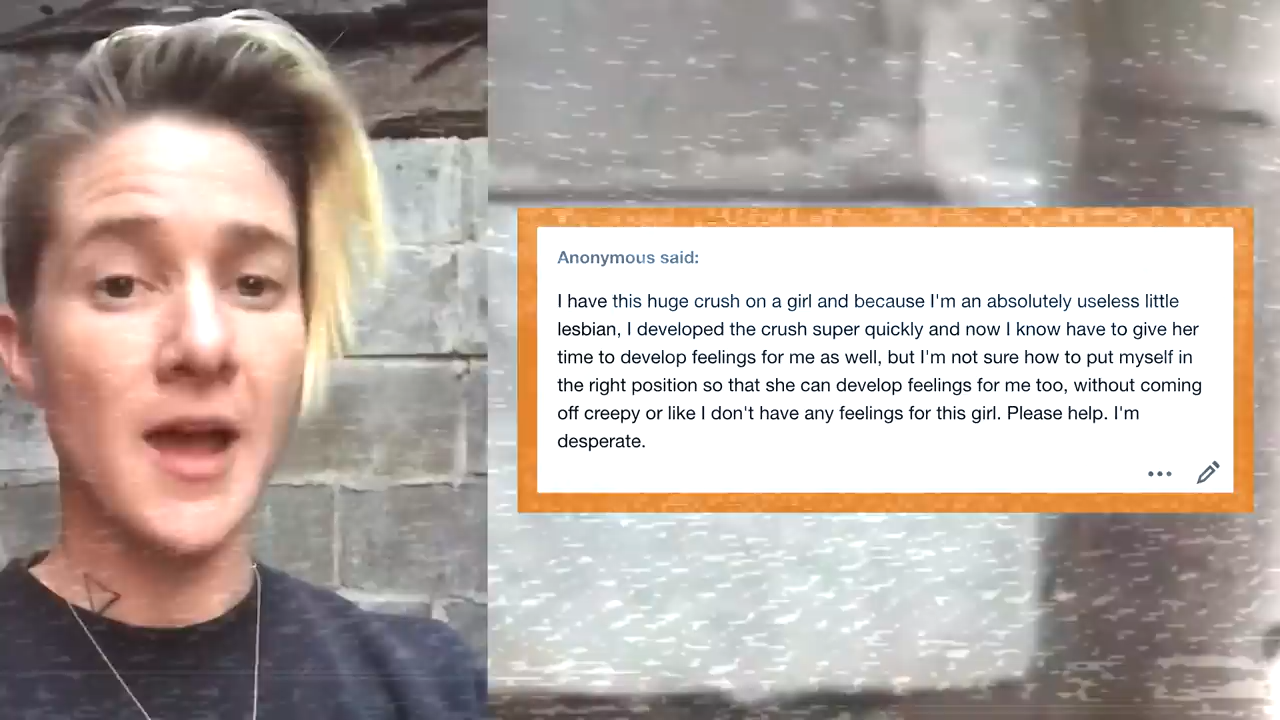 Anonymous said:
I have this huge crush on a girl and because I'm an absolutely useless little
lesbian, I developed the crush super quickly and now I know have to give her
time to develop feelings for me as well, but I'm not sure how to put myself in
the right position so that she can develop feelings for me too, without coming
off creepy or like I don't have any feelings for this girl. Please help. I'm
desperate.